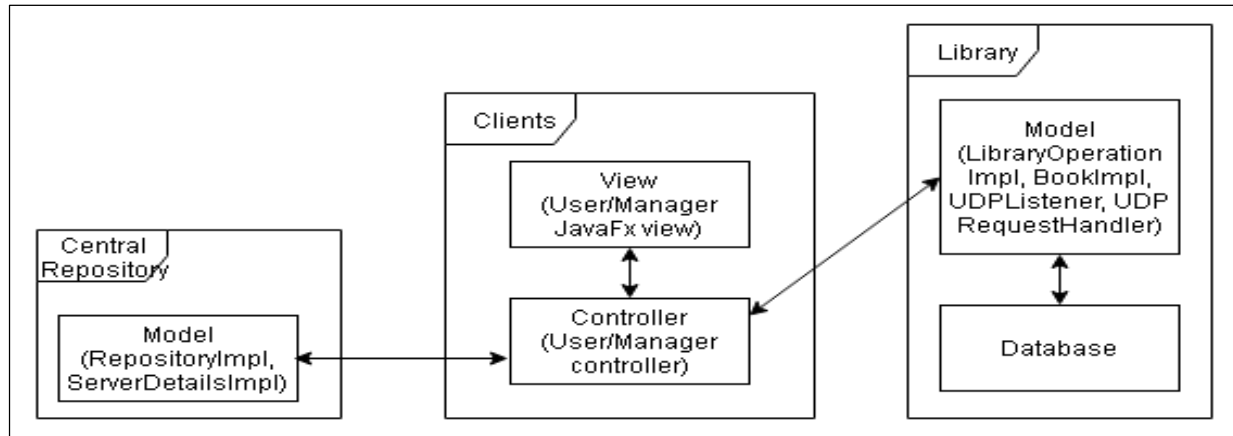 Central
Repository
Model
(RepositoryImpl,
ServerDetailsImpl)
Clients
View
(User/Manager
JavaFx view)
Controller
(User/Manager
controller)
Library
Model
(LibraryOperation
Impl, BookImpl,
UDPListener, UDP
RequestHandler)
Database